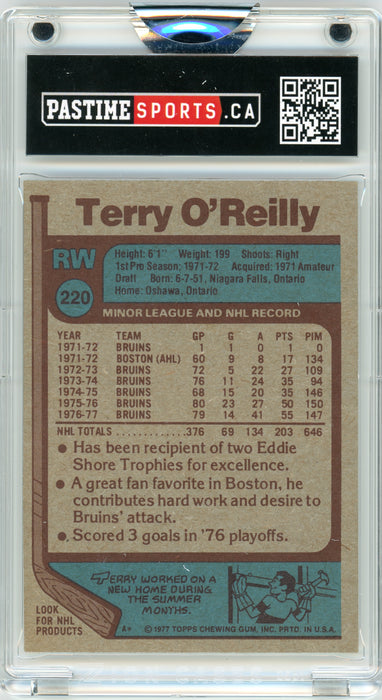 PASTIME SPORTS .CA
Terry O'Reilly
RW
220
Height: 6'1" Weight: 199 Shoots: Right
1st Pro Season: 1971-72 Acquired: 1971 Amateur
Draft Born: 6-7-51, Niagara Falls, Ontario
Home: Oshawa, Ontario
MINOR LEAGUE AND NHL RECORD
YEAR TEAM GP G A PTS PIM
1971-72 BRUINS 1 1 0 1 0
1971-72 BOSTON (AHL) 60 9 8 17 134
1972-73 BRUINS 72 5 22 27 109
1973-74 BRUINS 76 11 24 35 94
1974-75 BRUINS 68 15 20 35 146
1975-76 BRUINS 80 23 27 50 150
1976-77 BRUINS 79 14 41 55 147
NHL TOTALS ............. 376 69 134 203 646
● Has been recipient of two Eddie
Shore Trophies for excellence.
● A great fan favorite in Boston, he
contributes hard work and desire to
Bruins' attack.
● Scored 3 goals in '76 playoffs.
TERRY WORKED ON A
NEW HOME DURING
THE SUMMER
MONTHS.
LOOK
FOR NHL
PRODUCTS
A*
© 1977 TOPPS CHEWING GUM, INC. PRTD. IN U.S.A.